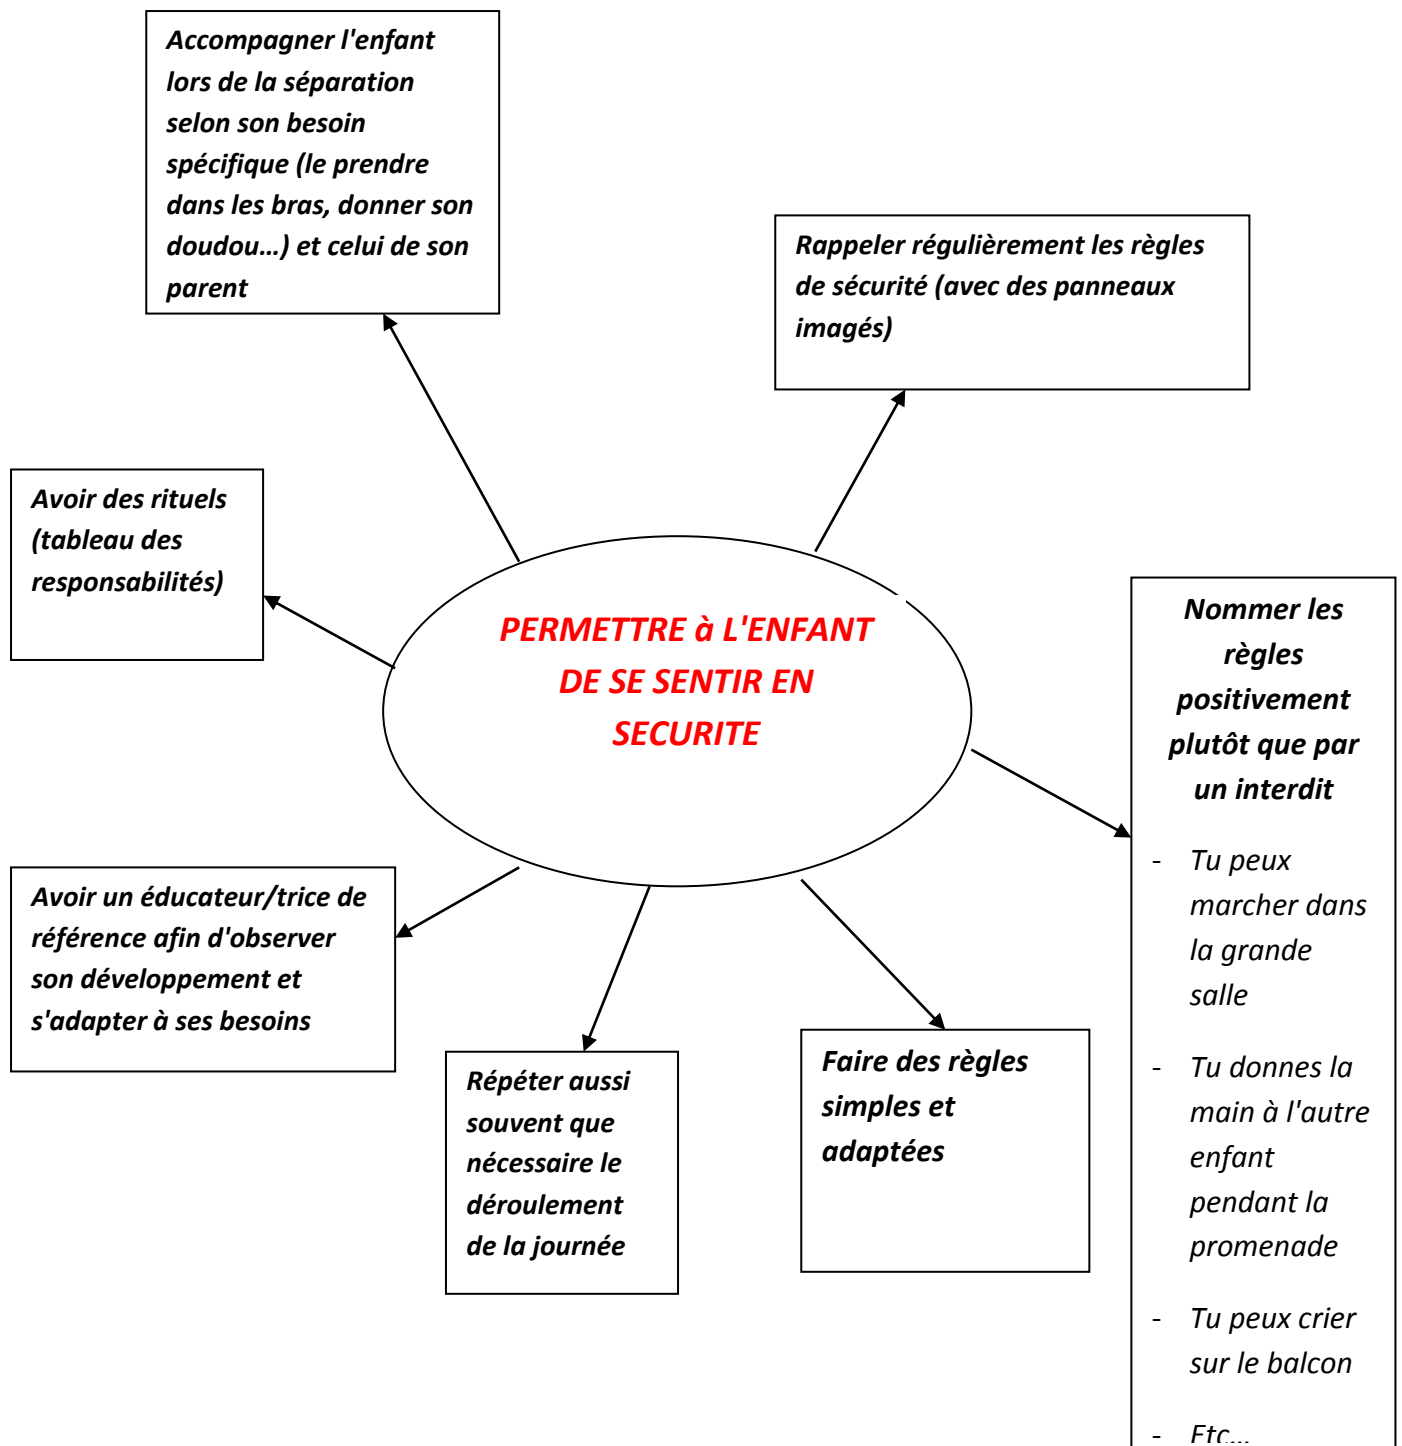 Accompagner l'enfant
lors de la séparation
selon son besoin
spécifique (le prendre
dans les bras, donner son
doudou…) et celui de son
parent
Rappeler régulièrement les règles
de sécurité (avec des panneaux
imagés)
Avoir des rituels
(tableau des
responsabilités)
PERMETTRE à L'ENFANT
DE SE SENTIR EN
SECURITE
Nommer les
règles
positivement
plutôt que par
un interdit
- Tu peux
marcher dans
la grande
salle
- Tu donnes la
main à l'autre
enfant
pendant la
promenade
- Tu peux crier
sur le balcon
- Etc…
Avoir un éducateur/trice de
référence afin d'observer
son développement et
s'adapter à ses besoins
Répéter aussi
souvent que
nécessaire le
déroulement
de la journée
Faire des règles
simples et
adaptées